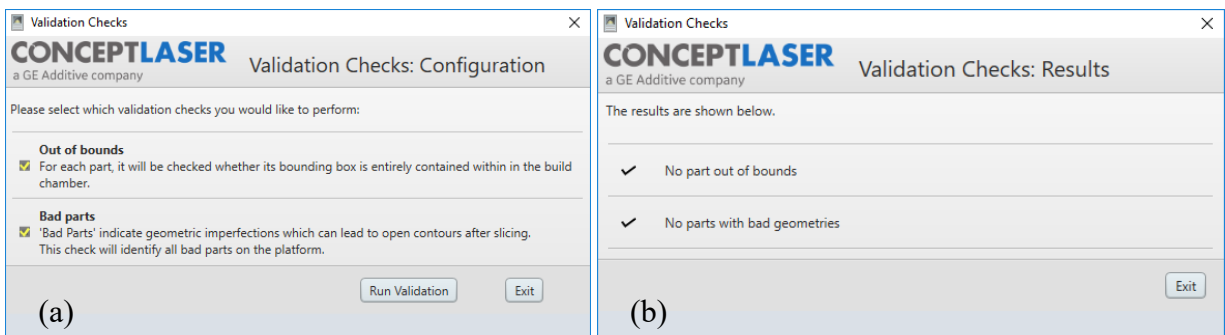 Validation Checks
CONCEPTLASER
a GE Additive company
Validation Checks: Configuration
Please select which validation checks you would like to perform:
Out of bounds
For each part, it will be checked whether its bounding box is entirely contained within in the build
chamber.
Bad parts
'Bad Parts' indicate geometric imperfections which can lead to open contours after slicing.
This check will identify all bad parts on the platform.
Run Validation
Exit
(a)
Validation Checks
CONCEPTLASER
a GE Additive company
Validation Checks: Results
The results are shown below.
No part out of bounds
No parts with bad geometries
Exit
(b)